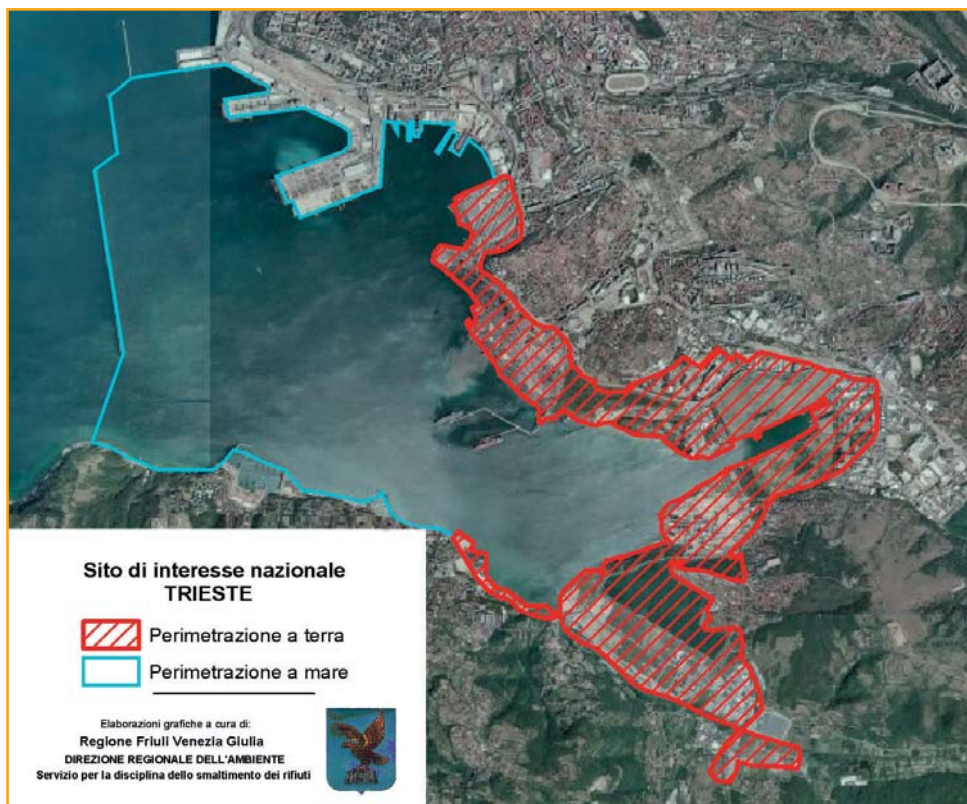 Sito di interesse nazionale
TRIESTE
Perimetrazione a terra
Perimetrazione a mare
Elaborazioni grafiche a cura di:
Regione Friuli Venezia Giulia
DIREZIONE REGIONALE DELL'AMBIENTE
Servizio per la disciplina dello smaltimento dei rifiuti